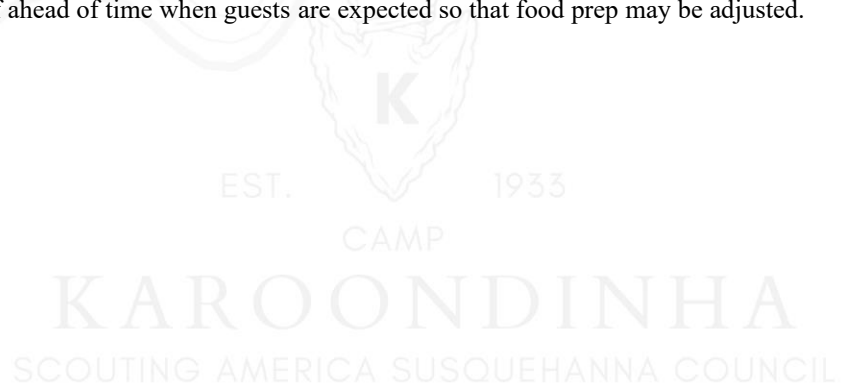 ahead of time when guests are expected so that food prep may be adjusted.
K
EST. 1933
CAMP
KAROONDINHA
SCOUTING AMERICA SUSQUEHANNA COUNCIL